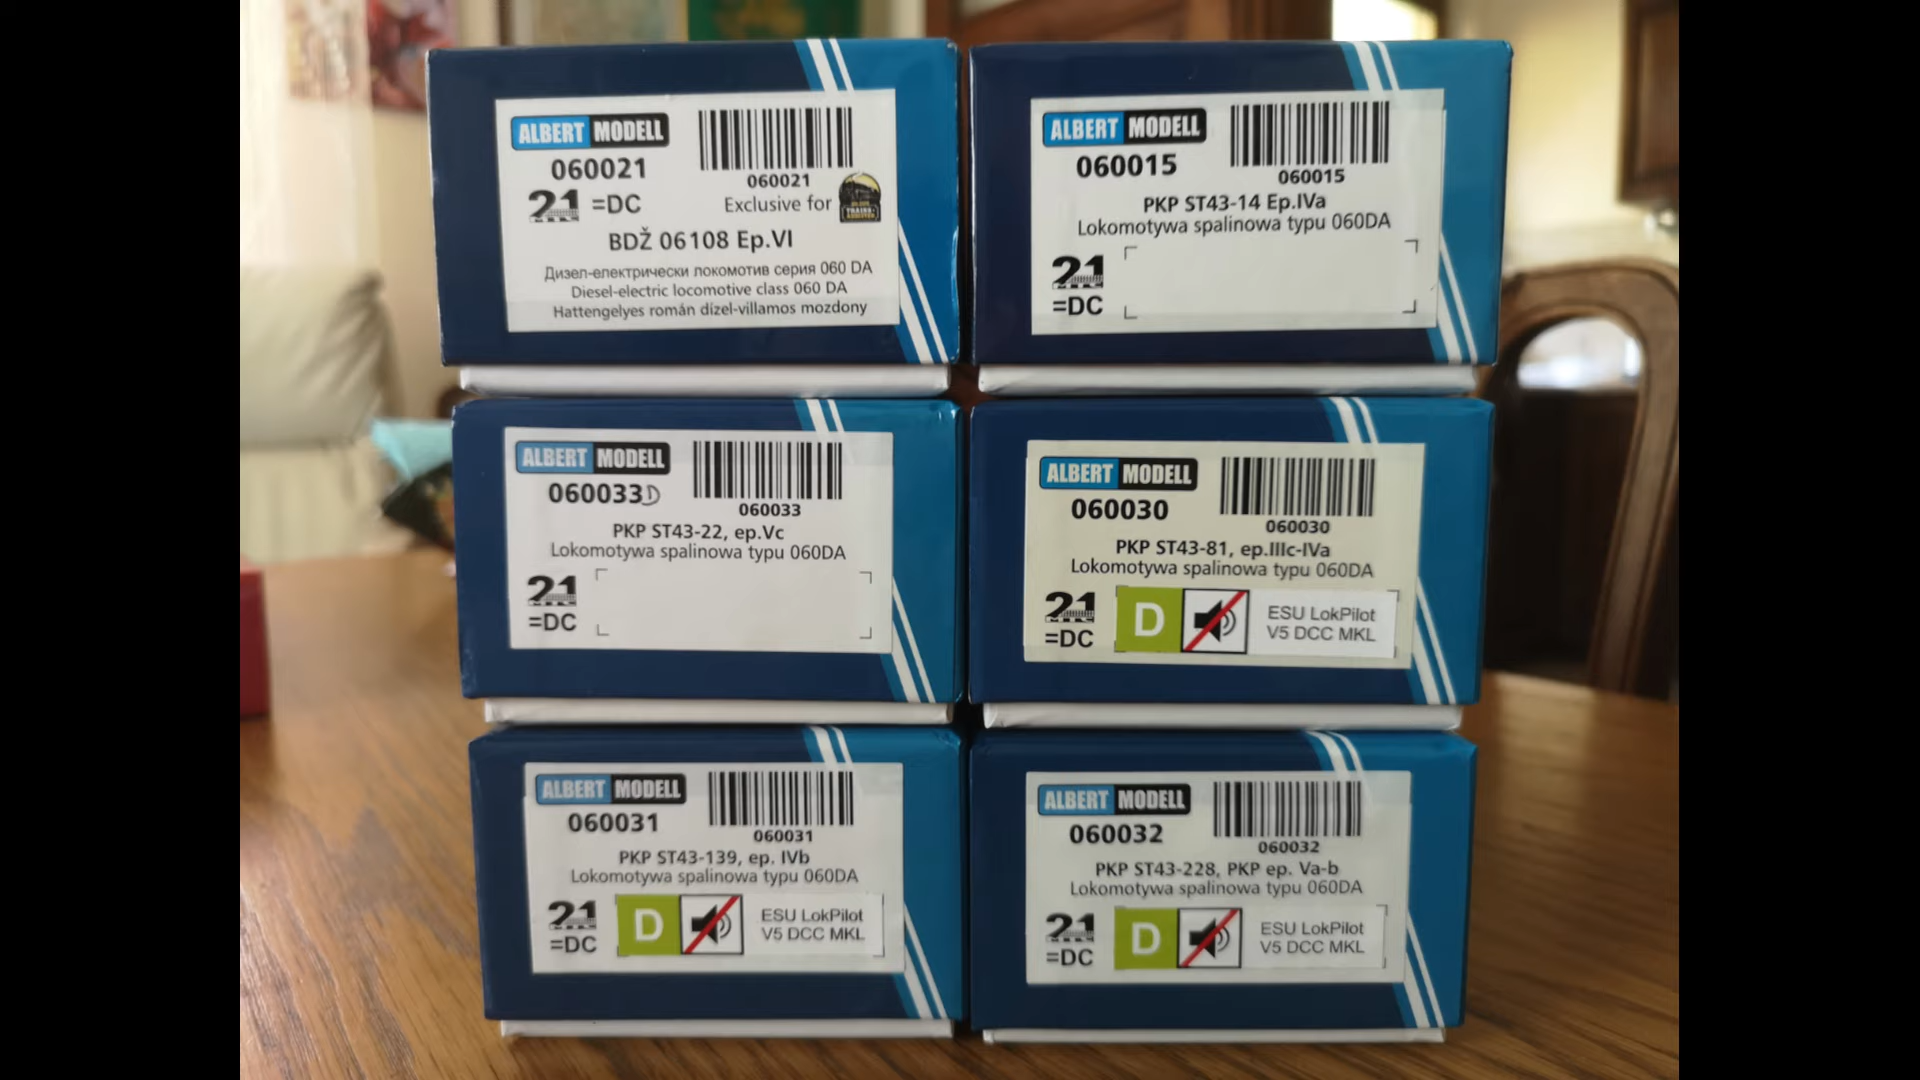 ALBERT MODELL
060021
060021
21 =DC
MTC
Exclusive for
BDŽ 06108 Ep.VI
Дизел-електрически локомотив серия 060 DA
Diesel-electric locomotive class 060 DA
Hattengelyes román dízel-villamos mozdony
ALBERT MODELL
060015
060015
PKP ST43-14 Ep.IVa
Lokomotywa spalinowa typu 060DA
21
=DC
ALBERT MODELL
060033D
060033
PKP ST43-22, ep.Vc
Lokomotywa spalinowa typu 060DA
21
MTC
=DC
ALBERT MODELL
060030
060030
PKP ST43-81, ep.IIIc-IVa
Lokomotywa spalinowa typu 060DA
21
MTC
=DC
D
ESU LokPilot
V5 DCC MKL
ALBERT MODELL
060031
060031
PKP ST43-139, ep. IVb
Lokomotywa spalinowa typu 060DA
21
=DC
D
ESU LokPilot
V5 DCC MKL
ALBERT MODELL
060032
060032
PKP ST43-228, PKP ep. Va-b
Lokomotywa spalinowa typu 060DA
21
=DC
D
ESU LokPilot
V5 DCC MKL